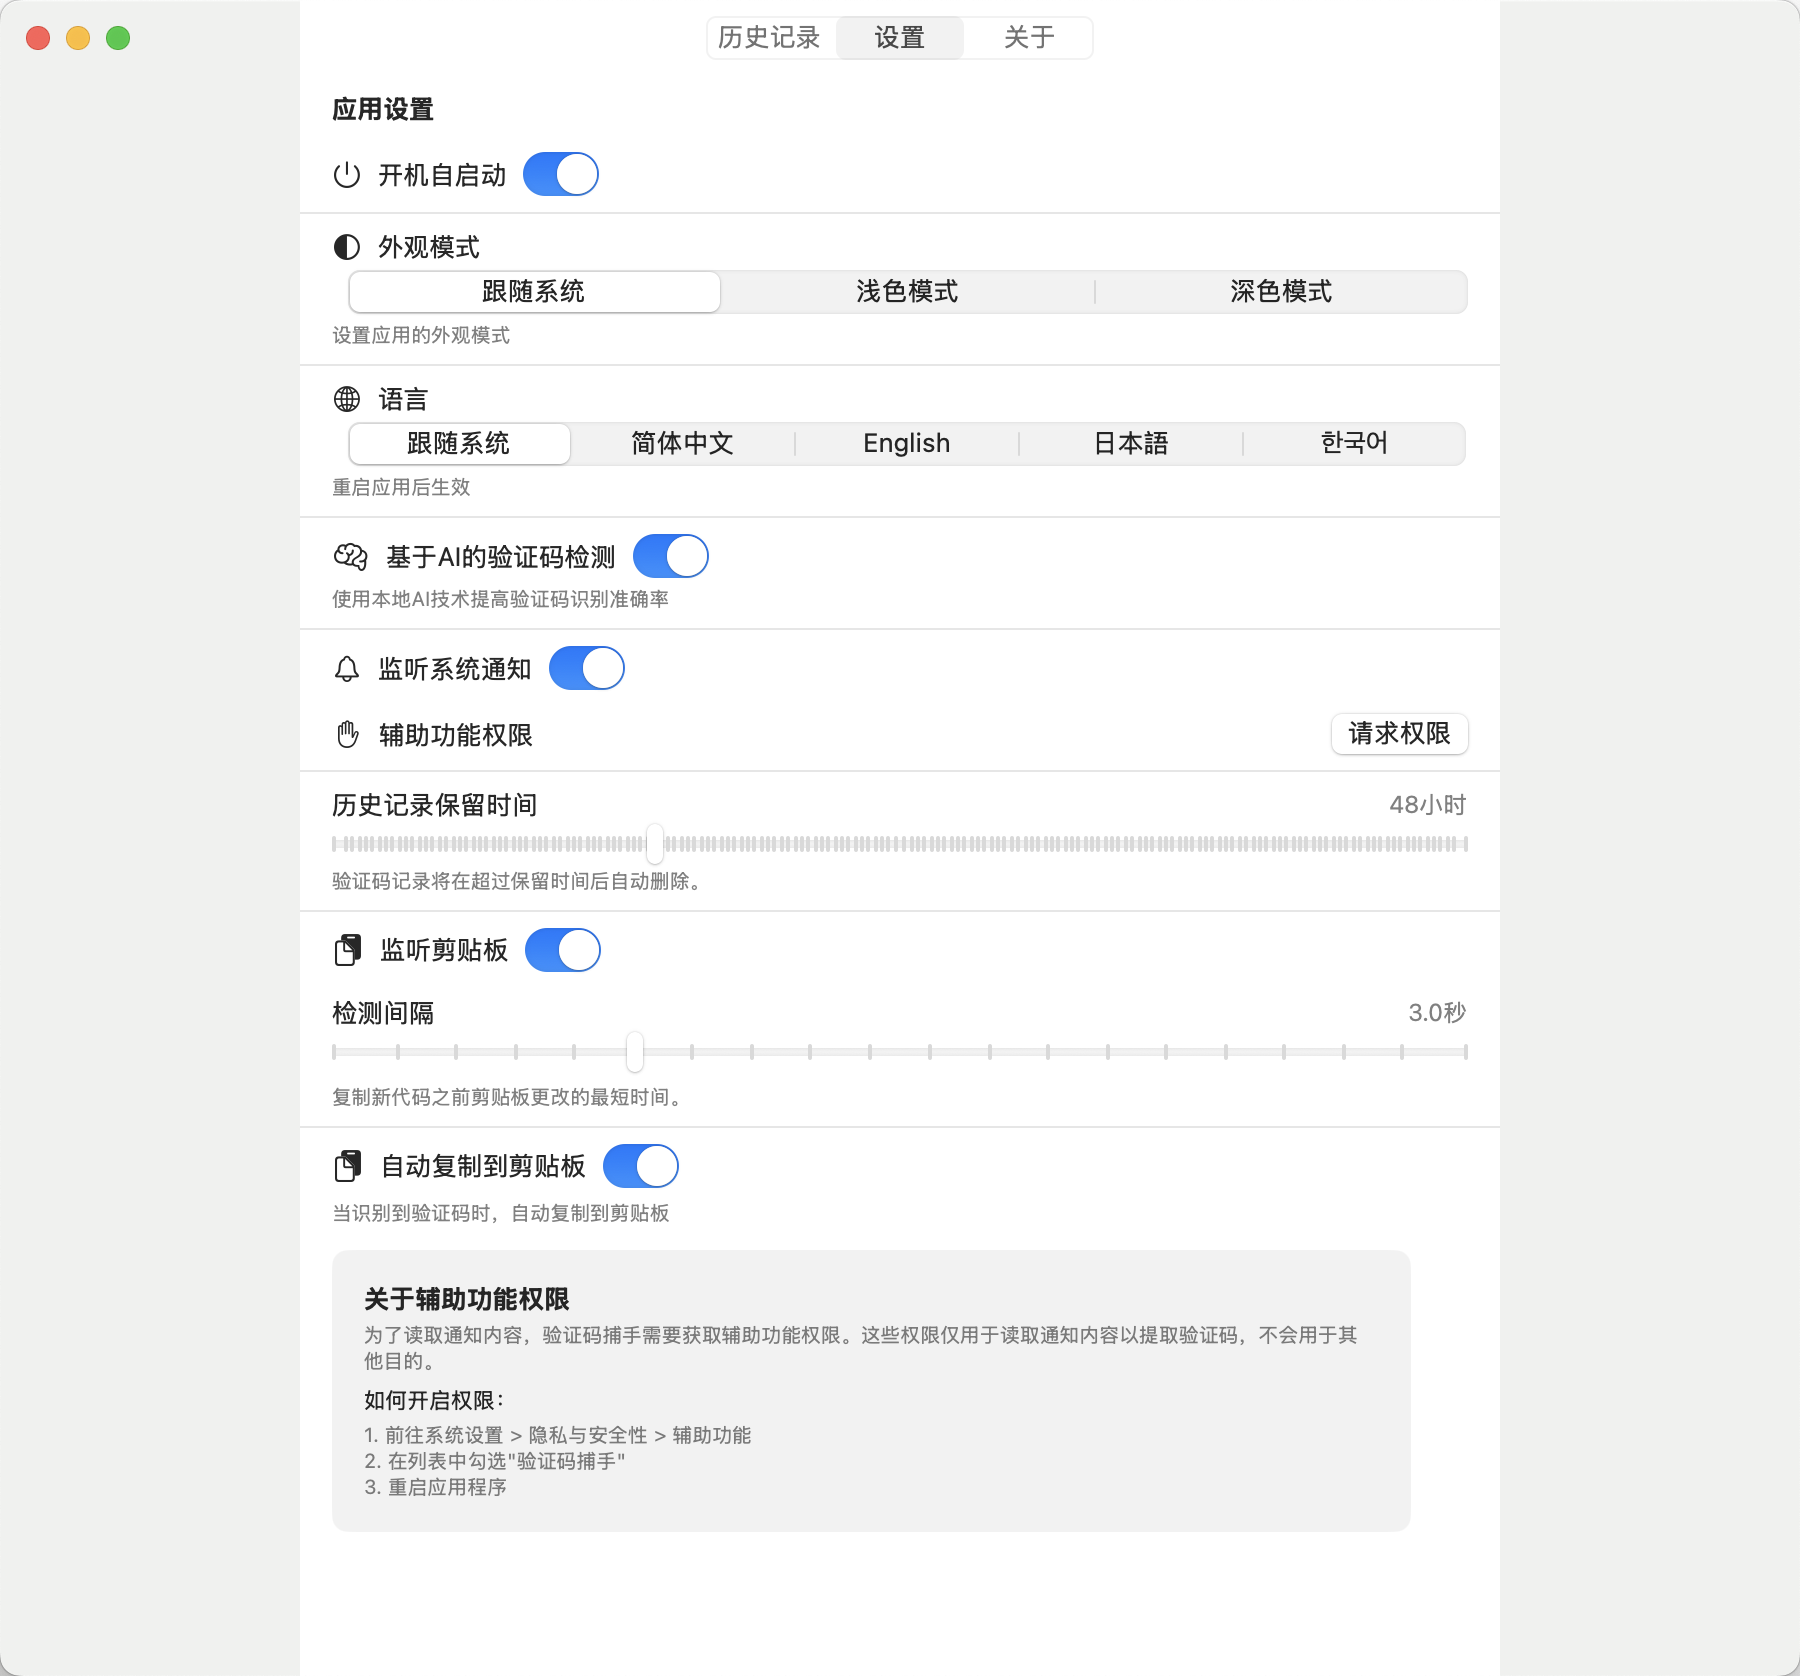 历史记录 设置 关于
应用设置
开机自启动
外观模式
跟随系统 浅色模式 深色模式
设置应用的外观模式
语言
跟随系统 简体中文 English 日本語 한국어
重启应用后生效
基于AI的验证码检测
使用本地AI技术提高验证码识别准确率
监听系统通知
辅助功能权限 请求权限
历史记录保留时间 48小时
验证码记录将在超过保留时间后自动删除。
监听剪贴板
检测间隔 3.0秒
复制新代码之前剪贴板更改的最短时间。
自动复制到剪贴板
当识别到验证码时，自动复制到剪贴板
关于辅助功能权限
为了读取通知内容，验证码捕手需要获取辅助功能权限。这些权限仅用于读取通知内容以提取验证码，不会用于其
他目的。
如何开启权限：
1. 前往系统设置 > 隐私与安全性 > 辅助功能
2. 在列表中勾选"验证码捕手"
3. 重启应用程序